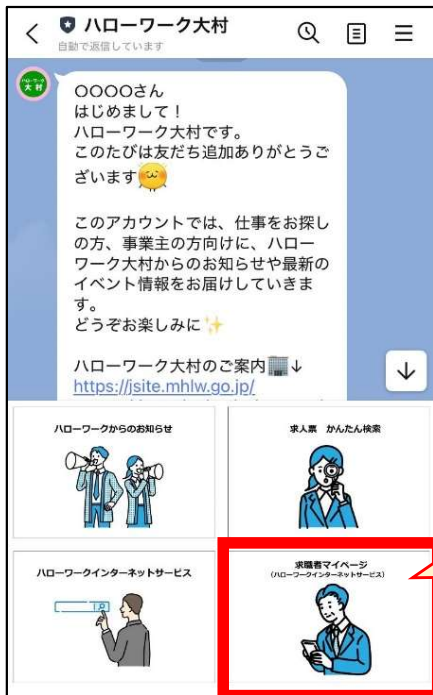 ハローワーク大村
自動で返信しています
ハローワーク
大村
〇〇〇〇さん
はじめまして！
ハローワーク大村です。
このたびは友だち追加ありがとうご
ざいます
このアカウントでは、仕事をお探し
の方、事業主の方向けに、ハロー
ワーク大村からのお知らせや最新の
イベント情報をお届けしていきま
す。
どうぞお楽しみに✨
ハローワーク大村のご案内🏢↓
https://jsite.mhlw.go.jp/
ハローワークからのお知らせ
求人票　かんたん検索
ハローワークインターネットサービス
求職者マイページ
(ハローワークインターネットサービス)